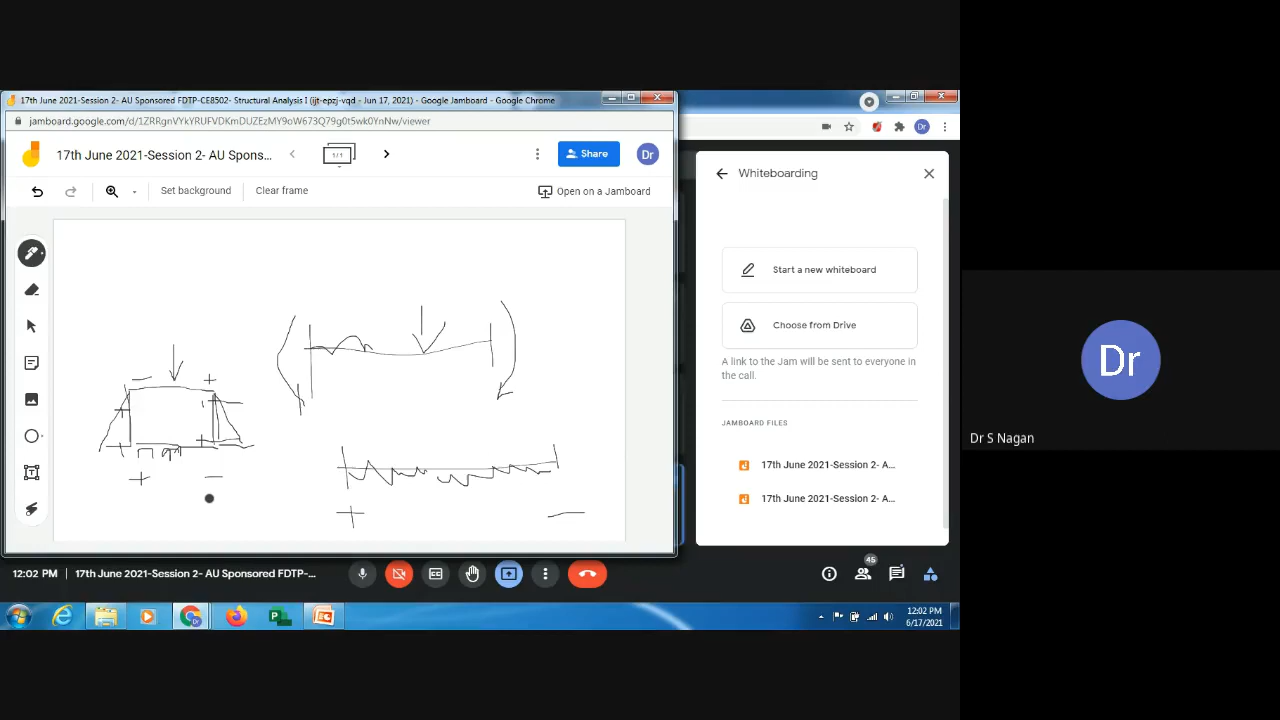 17th June 2021-Session 2- AU Sponsored FDTP-CE8502- Structural Analysis I (ijt-epzj-vqd - Jun 17, 2021) - Google Jamboard - Google Chrome
jamboard.google.com/d/1ZRRgnVYkYRUFVDKmDUZEzMY9oW673Q79g0t5wk0YnNw/viewer
17th June 2021-Session 2- AU Spons...
1/1
Share
Dr
Set background
Clear frame
Open on a Jamboard
Dr
Whiteboarding
Start a new whiteboard
Choose from Drive
A link to the Jam will be sent to everyone in
the call.
JAMBOARD FILES
17th June 2021-Session 2- A...
17th June 2021-Session 2- A...
− +
+ −
+ −
12:02 PM | 17th June 2021-Session 2- AU Sponsored FDTP-...
45
12:02 PM
6/17/2021
Dr
Dr S Nagan